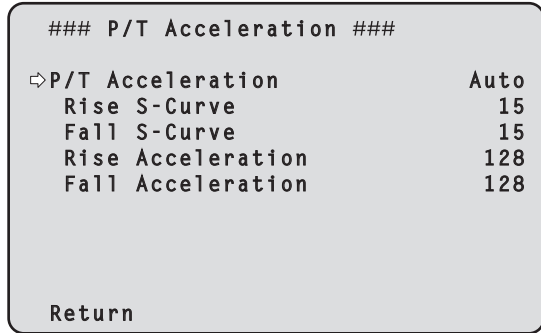 ### P/T Acceleration ###
⇨P/T Acceleration Auto
Rise S-Curve 15
Fall S-Curve 15
Rise Acceleration 128
Fall Acceleration 128
Return